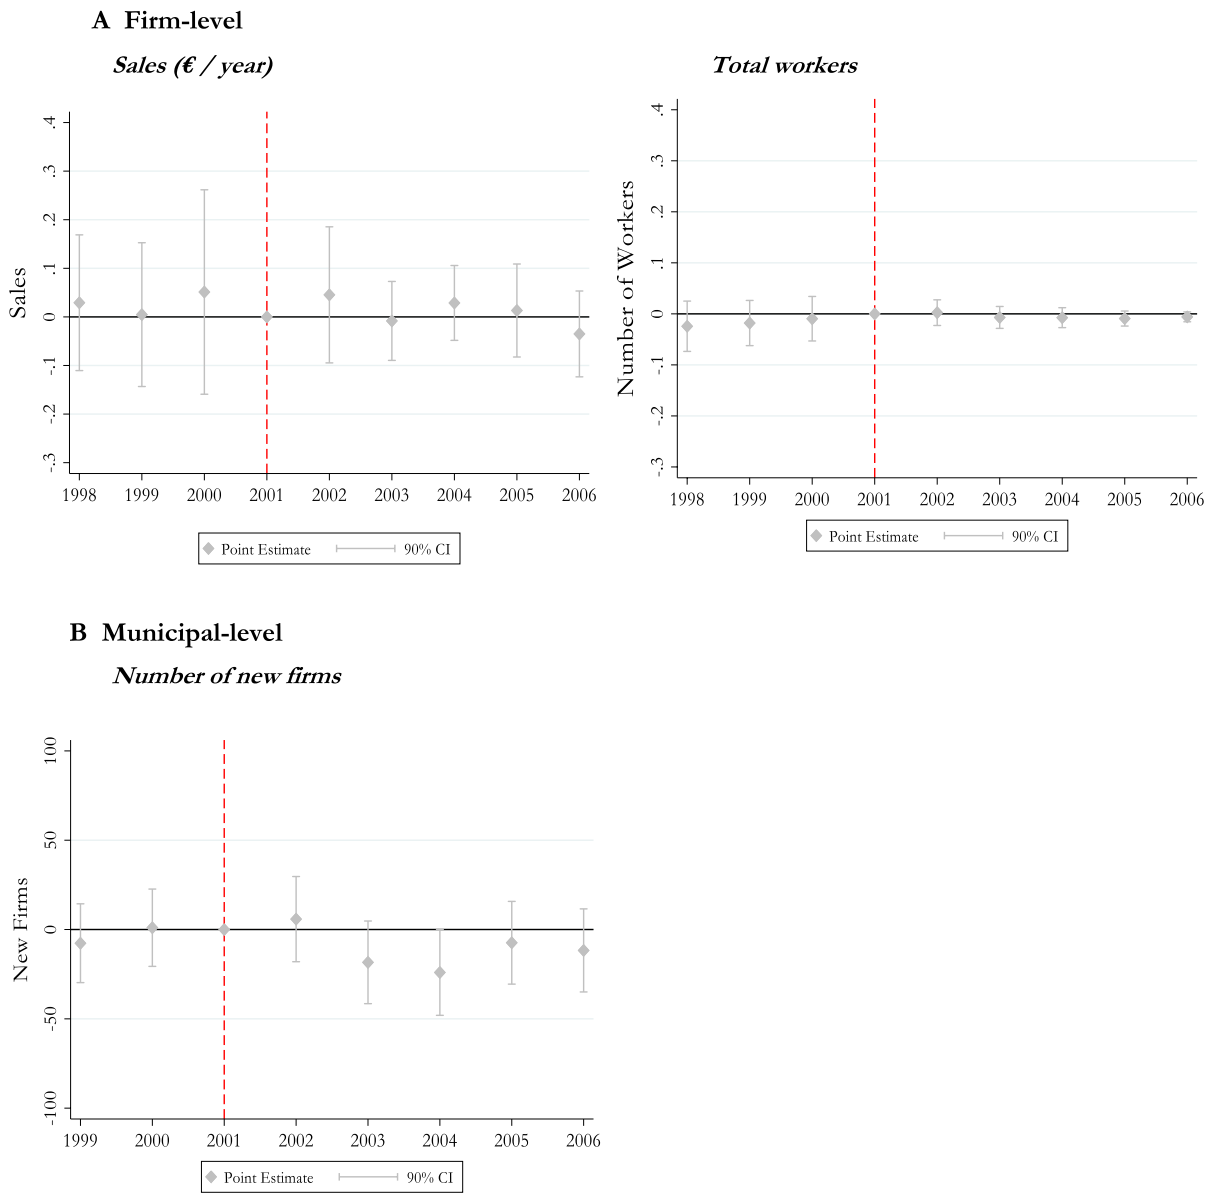 A Firm-level
Sales (€ / year)
Sales
.4
.3
.2
.1
0
-.1
-.2
-.3
1998 1999 2000 2001 2002 2003 2004 2005 2006
Point Estimate 90% CI
Total workers
Number of Workers
.4
.3
.2
.1
0
-.1
-.2
-.3
1998 1999 2000 2001 2002 2003 2004 2005 2006
Point Estimate 90% CI
B Municipal-level
Number of new firms
New Firms
100
50
0
-50
-100
1999 2000 2001 2002 2003 2004 2005 2006
Point Estimate 90% CI